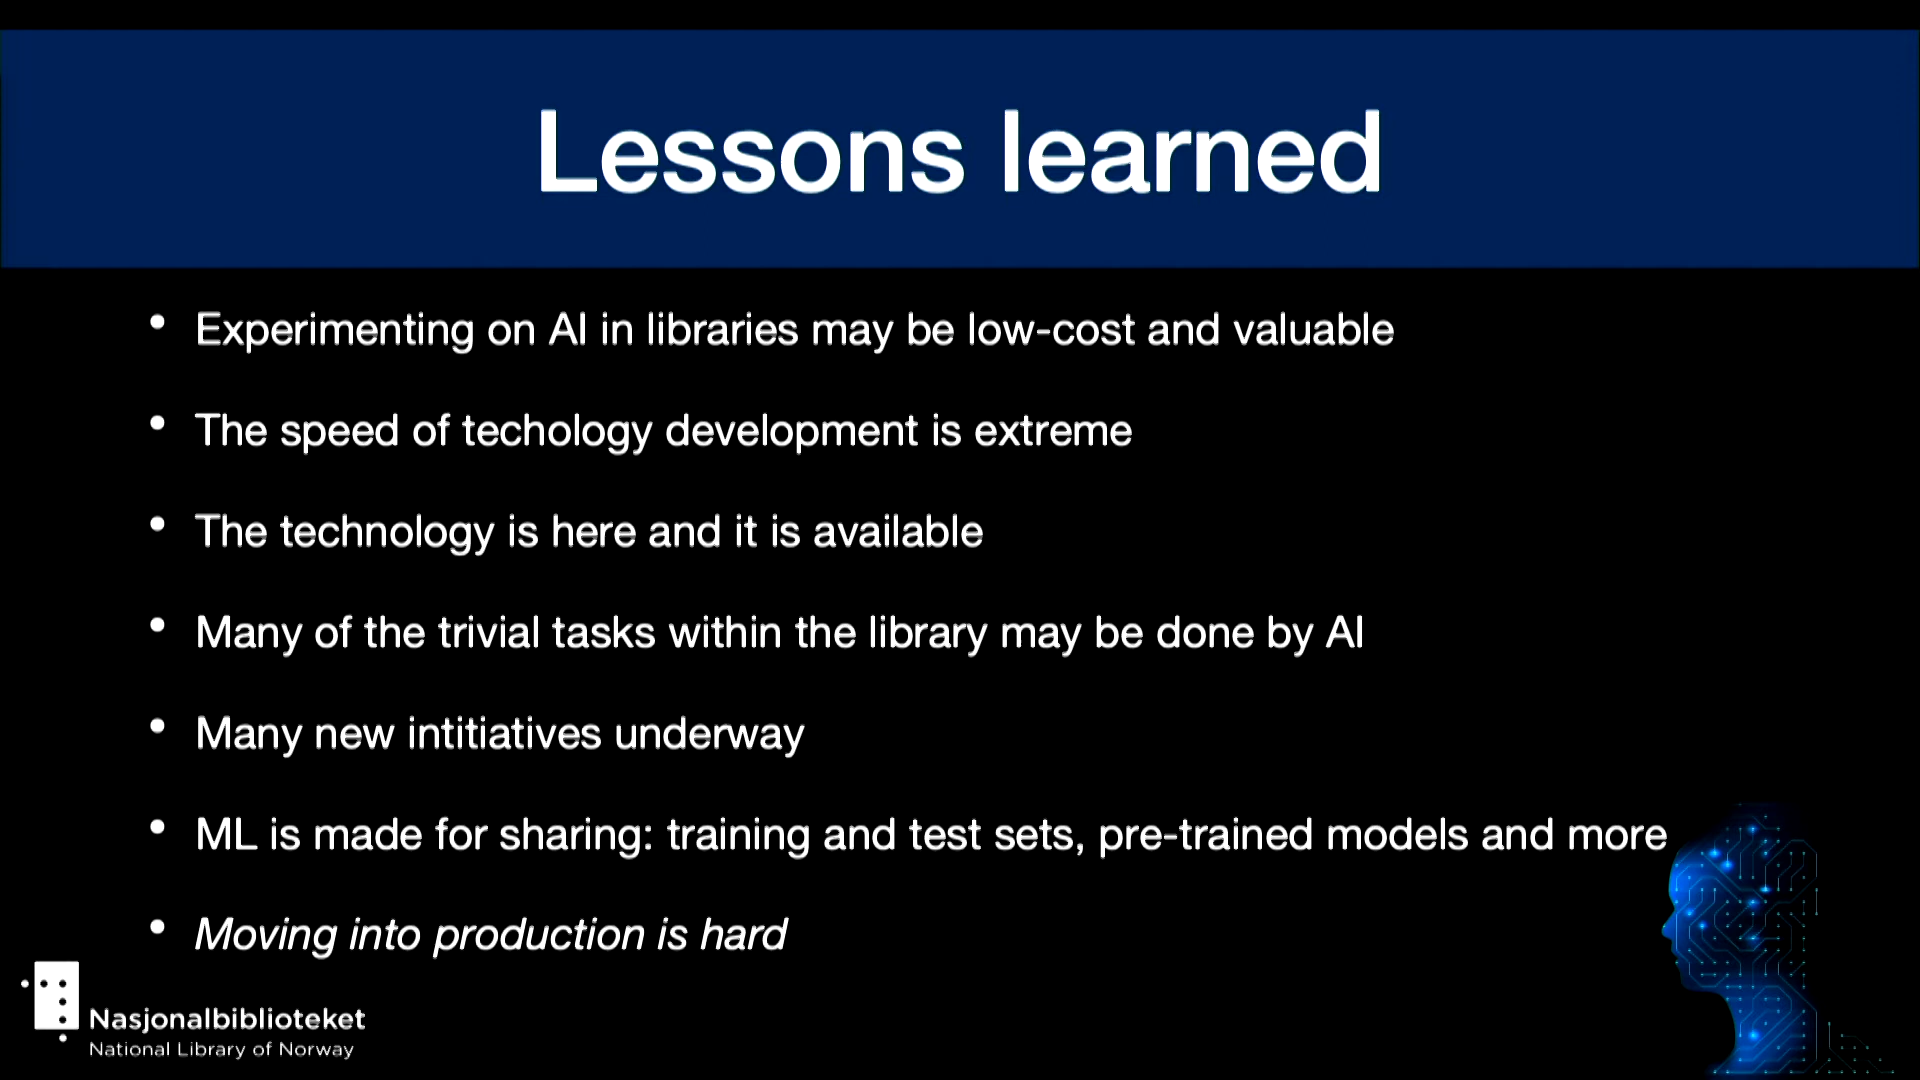 Lessons learned
• Experimenting on AI in libraries may be low-cost and valuable
• The speed of techology development is extreme
• The technology is here and it is available
• Many of the trivial tasks within the library may be done by AI
• Many new intitiatives underway
• ML is made for sharing: training and test sets, pre-trained models and more
• Moving into production is hard
Nasjonalbiblioteket
National Library of Norway